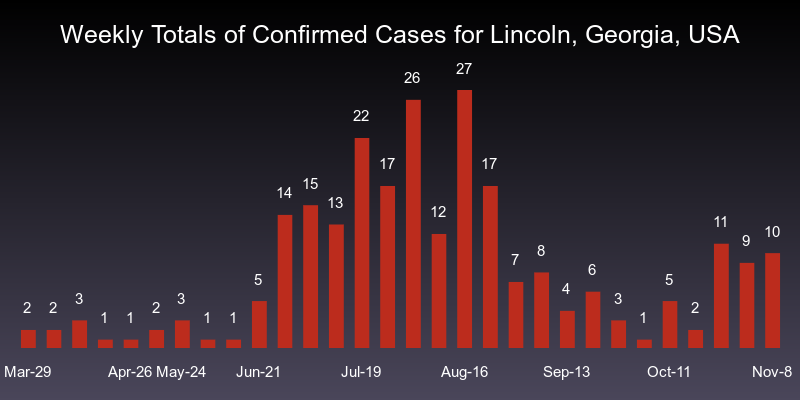 Weekly Totals of Confirmed Cases for Lincoln, Georgia, USA
2 2 3 1 1 2 3 1 1 5 14 15 13 22 17 26 12 27 17 7 8 4 6 3 1 5 2 11 9 10
Mar-29 Apr-26 May-24 Jun-21 Jul-19 Aug-16 Sep-13 Oct-11 Nov-8